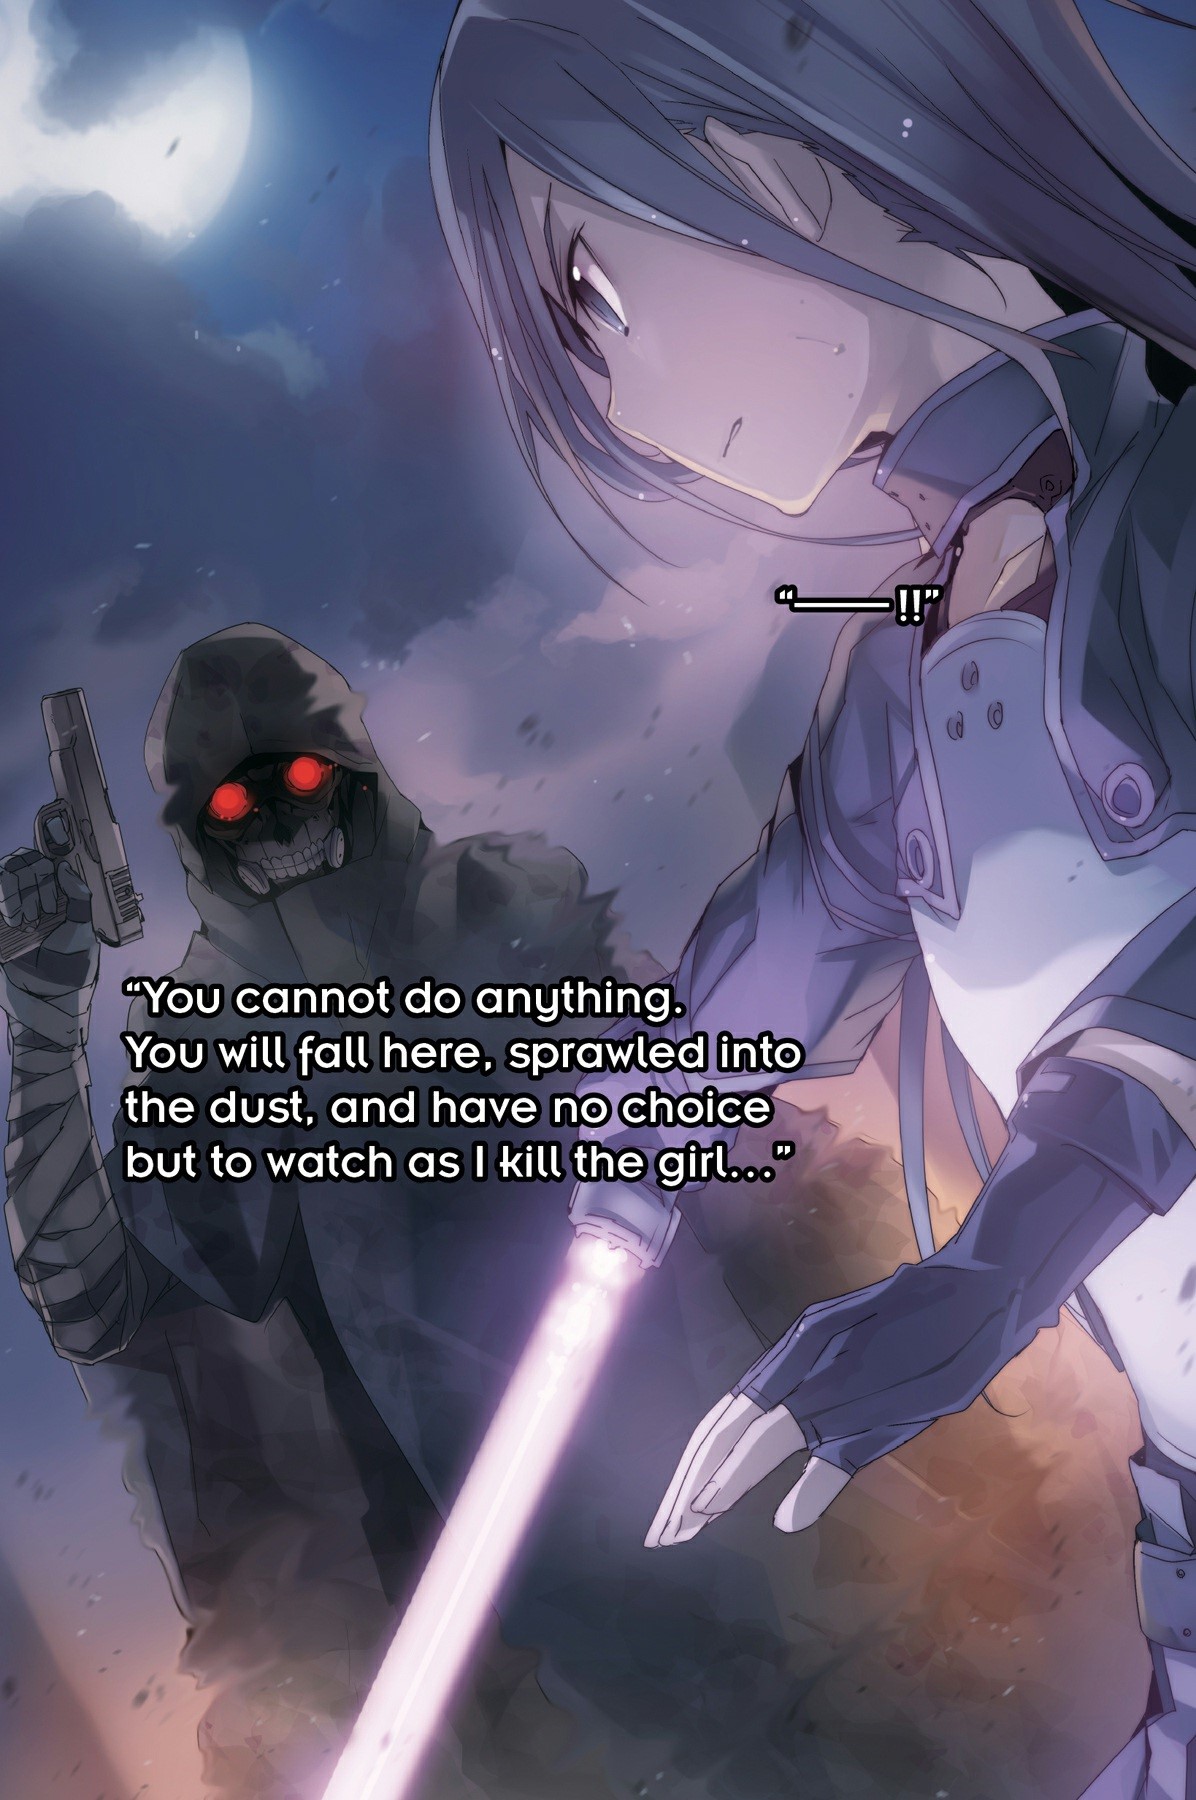 “——!!”
“You cannot do anything.
You will fall here, sprawled into
the dust, and have no choice
but to watch as I kill the girl...”